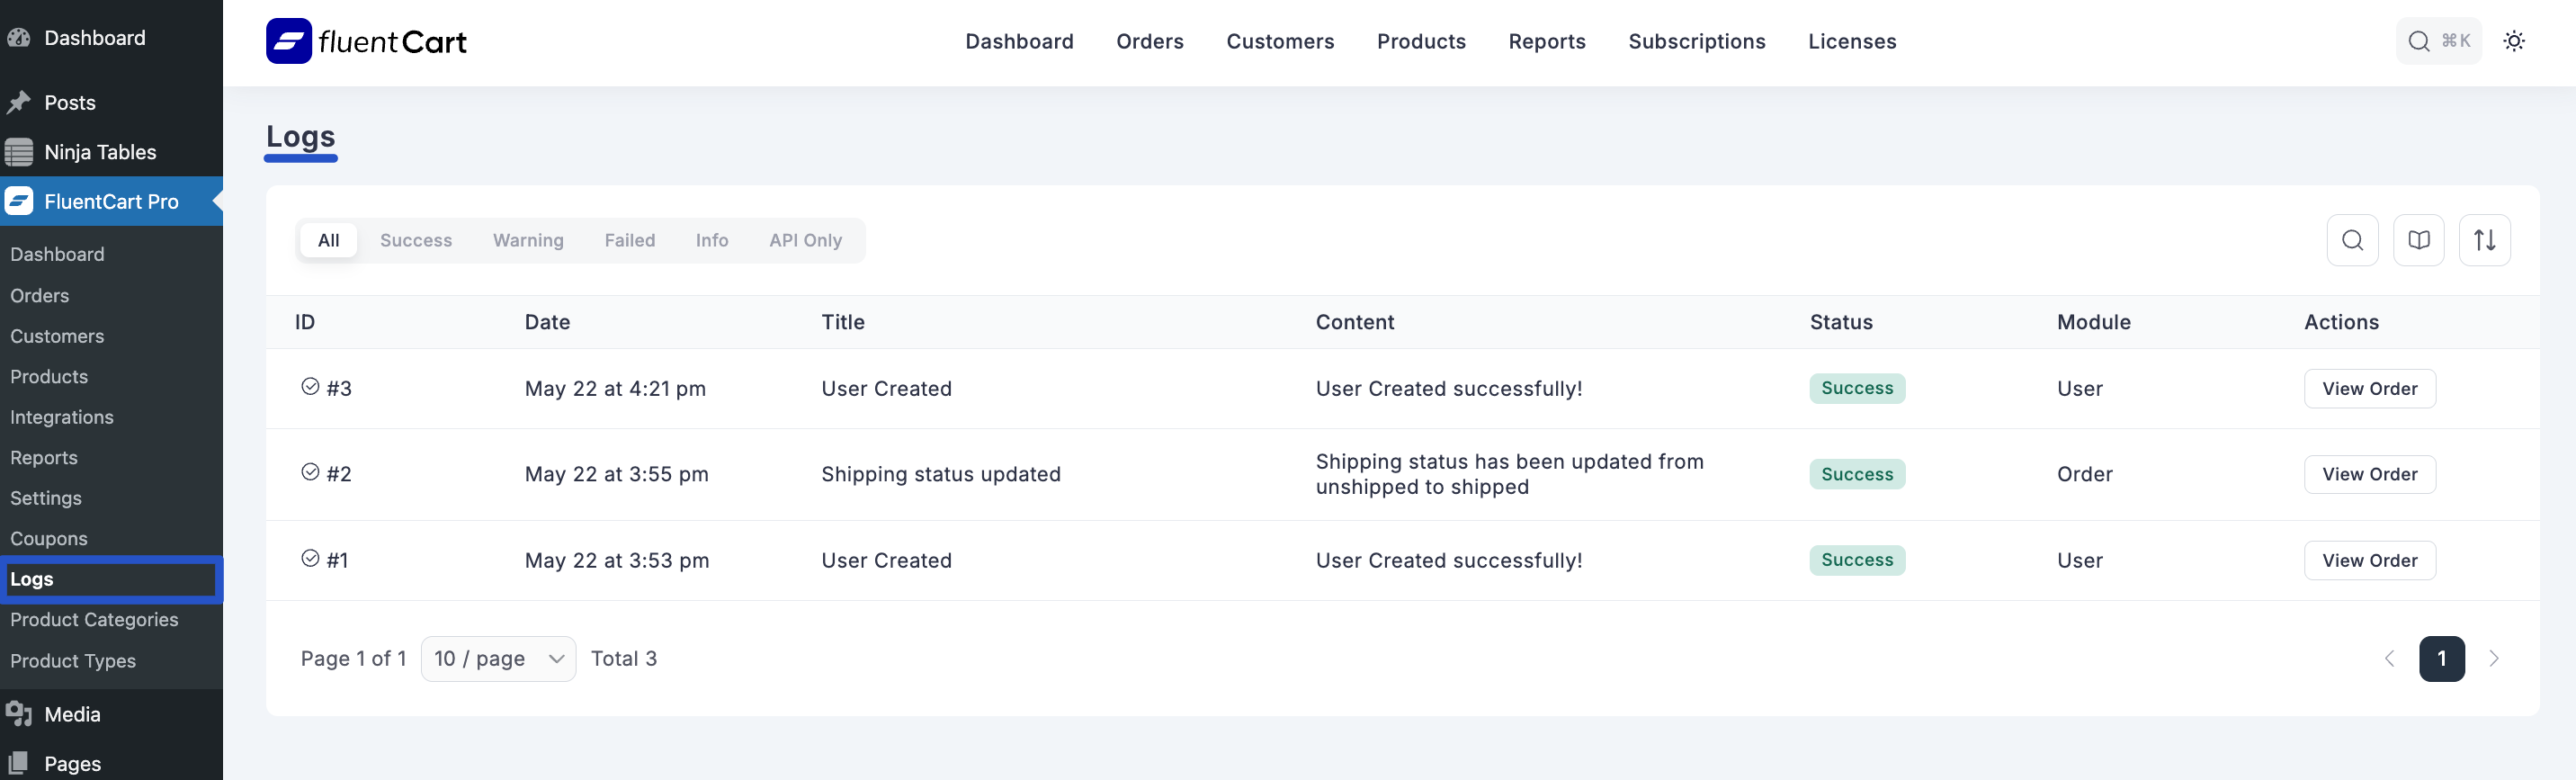 Dashboard
Posts
Ninja Tables
FluentCart Pro
Dashboard
Orders
Customers
Products
Integrations
Reports
Settings
Coupons
Logs
Product Categories
Product Types
Media
Pages
fluentCart
Dashboard Orders Customers Products Reports Subscriptions Licenses
⌘K
Logs
All Success Warning Failed Info API Only
ID Date Title Content Status Module Actions
#3 May 22 at 4:21 pm User Created User Created successfully! Success User View Order
#2 May 22 at 3:55 pm Shipping status updated Shipping status has been updated from
unshipped to shipped Success Order View Order
#1 May 22 at 3:53 pm User Created User Created successfully! Success User View Order
Page 1 of 1 10 / page Total 3 1